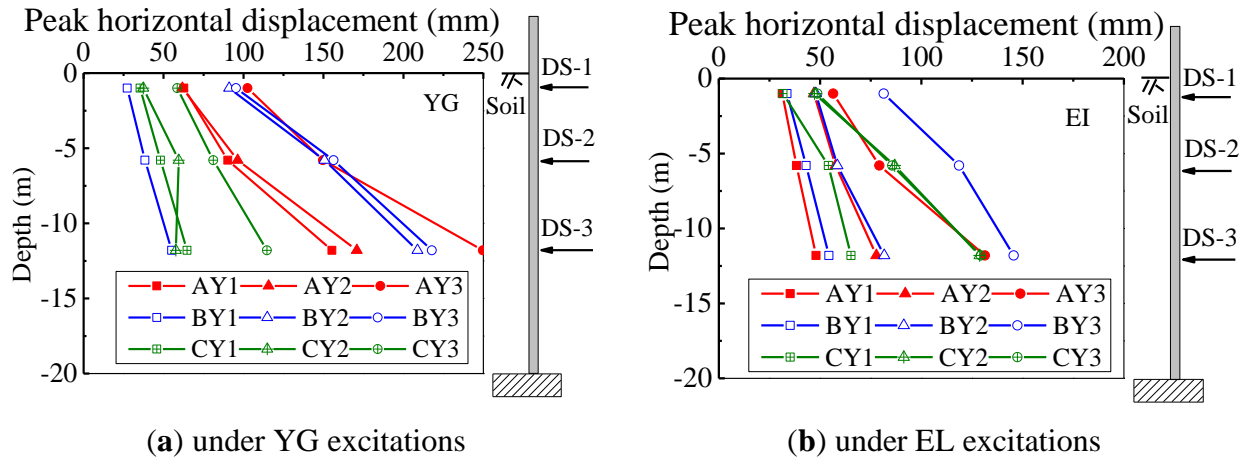 Peak horizontal displacement (mm)
0 50 100 150 200 250
0
-5
-10
-15
-20
Depth (m)
YG
Soil
DS-1
DS-2
DS-3
AY1 AY2 AY3
BY1 BY2 BY3
CY1 CY2 CY3
(a) under YG excitations
Peak horizontal displacement (mm)
0 50 100 150 200
0
-5
-10
-15
-20
Depth (m)
EI
Soil
DS-1
DS-2
DS-3
AY1 AY2 AY3
BY1 BY2 BY3
CY1 CY2 CY3
(b) under EL excitations